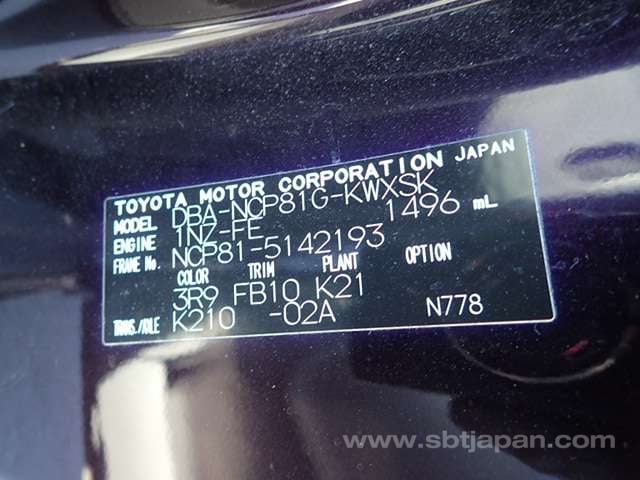 TOYOTA MOTOR CORPORATION JAPAN
MODEL DBA-NCP81G-KWXSK
ENGINE 1NZ-FE 1496 mL
FRAME No. NCP81-5142193
COLOR TRIM PLANT OPTION
3R9 FB10 K21
TRANS./AXLE K210 -02A N778
www.sbtjapan.com